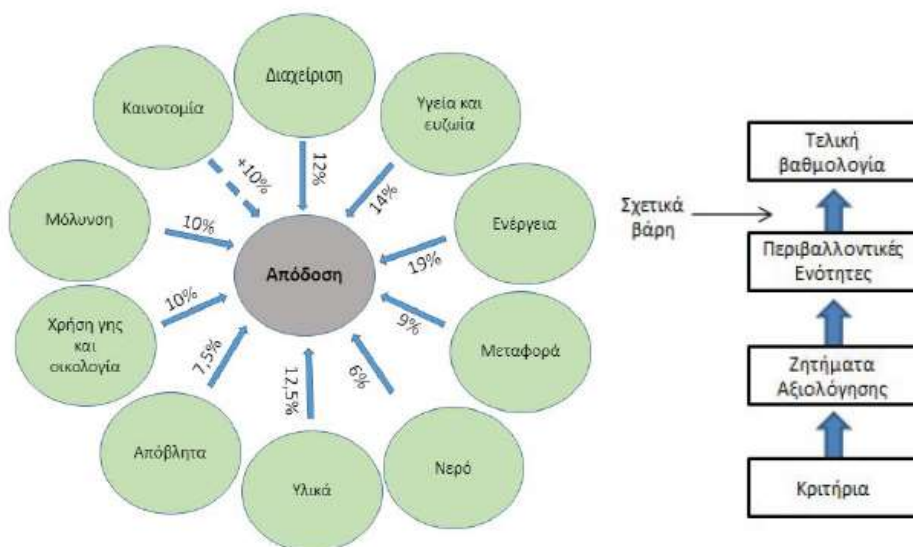 Διαχείριση
Υγεία και
ευζωία
Ενέργεια
Μεταφορά
Νερό
Υλικά
Απόβλητα
Χρήση γης
και
οικολογία
Μόλυνση
Καινοτομία
12%
14%
19%
9%
6%
12,5%
7,5%
10%
10%
+10%
Απόδοση
Τελική
βαθμολογία
Σχετικά
βάρη
Περιβαλλοντικές
Ενότητες
Ζητήματα
Αξιολόγησης
Κριτήρια